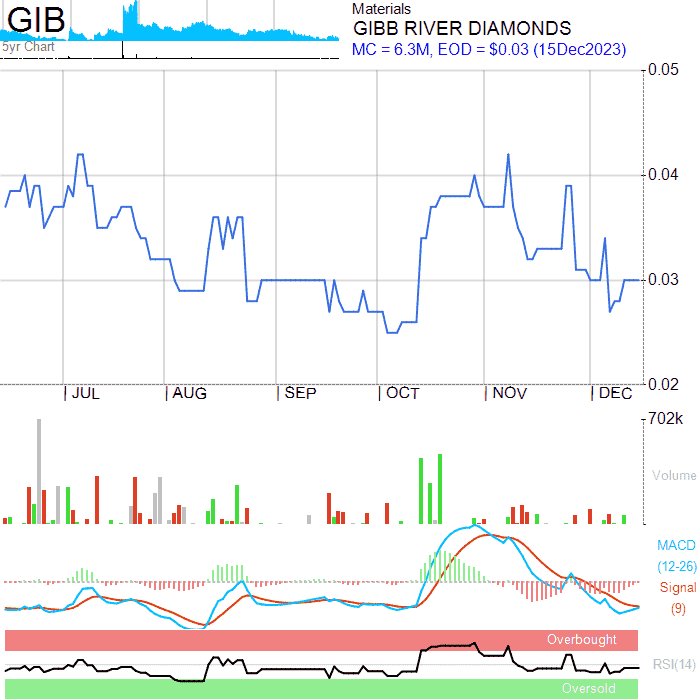 GIB
5yr Chart
Materials
GIBB RIVER DIAMONDS
MC = 6.3M, EOD = $0.03 (15Dec2023)
0.05
0.04
0.03
0.02
JUL AUG SEP OCT NOV DEC
702k
Volume
MACD
(12-26)
Signal
(9)
Overbought
RSI(14)
Oversold